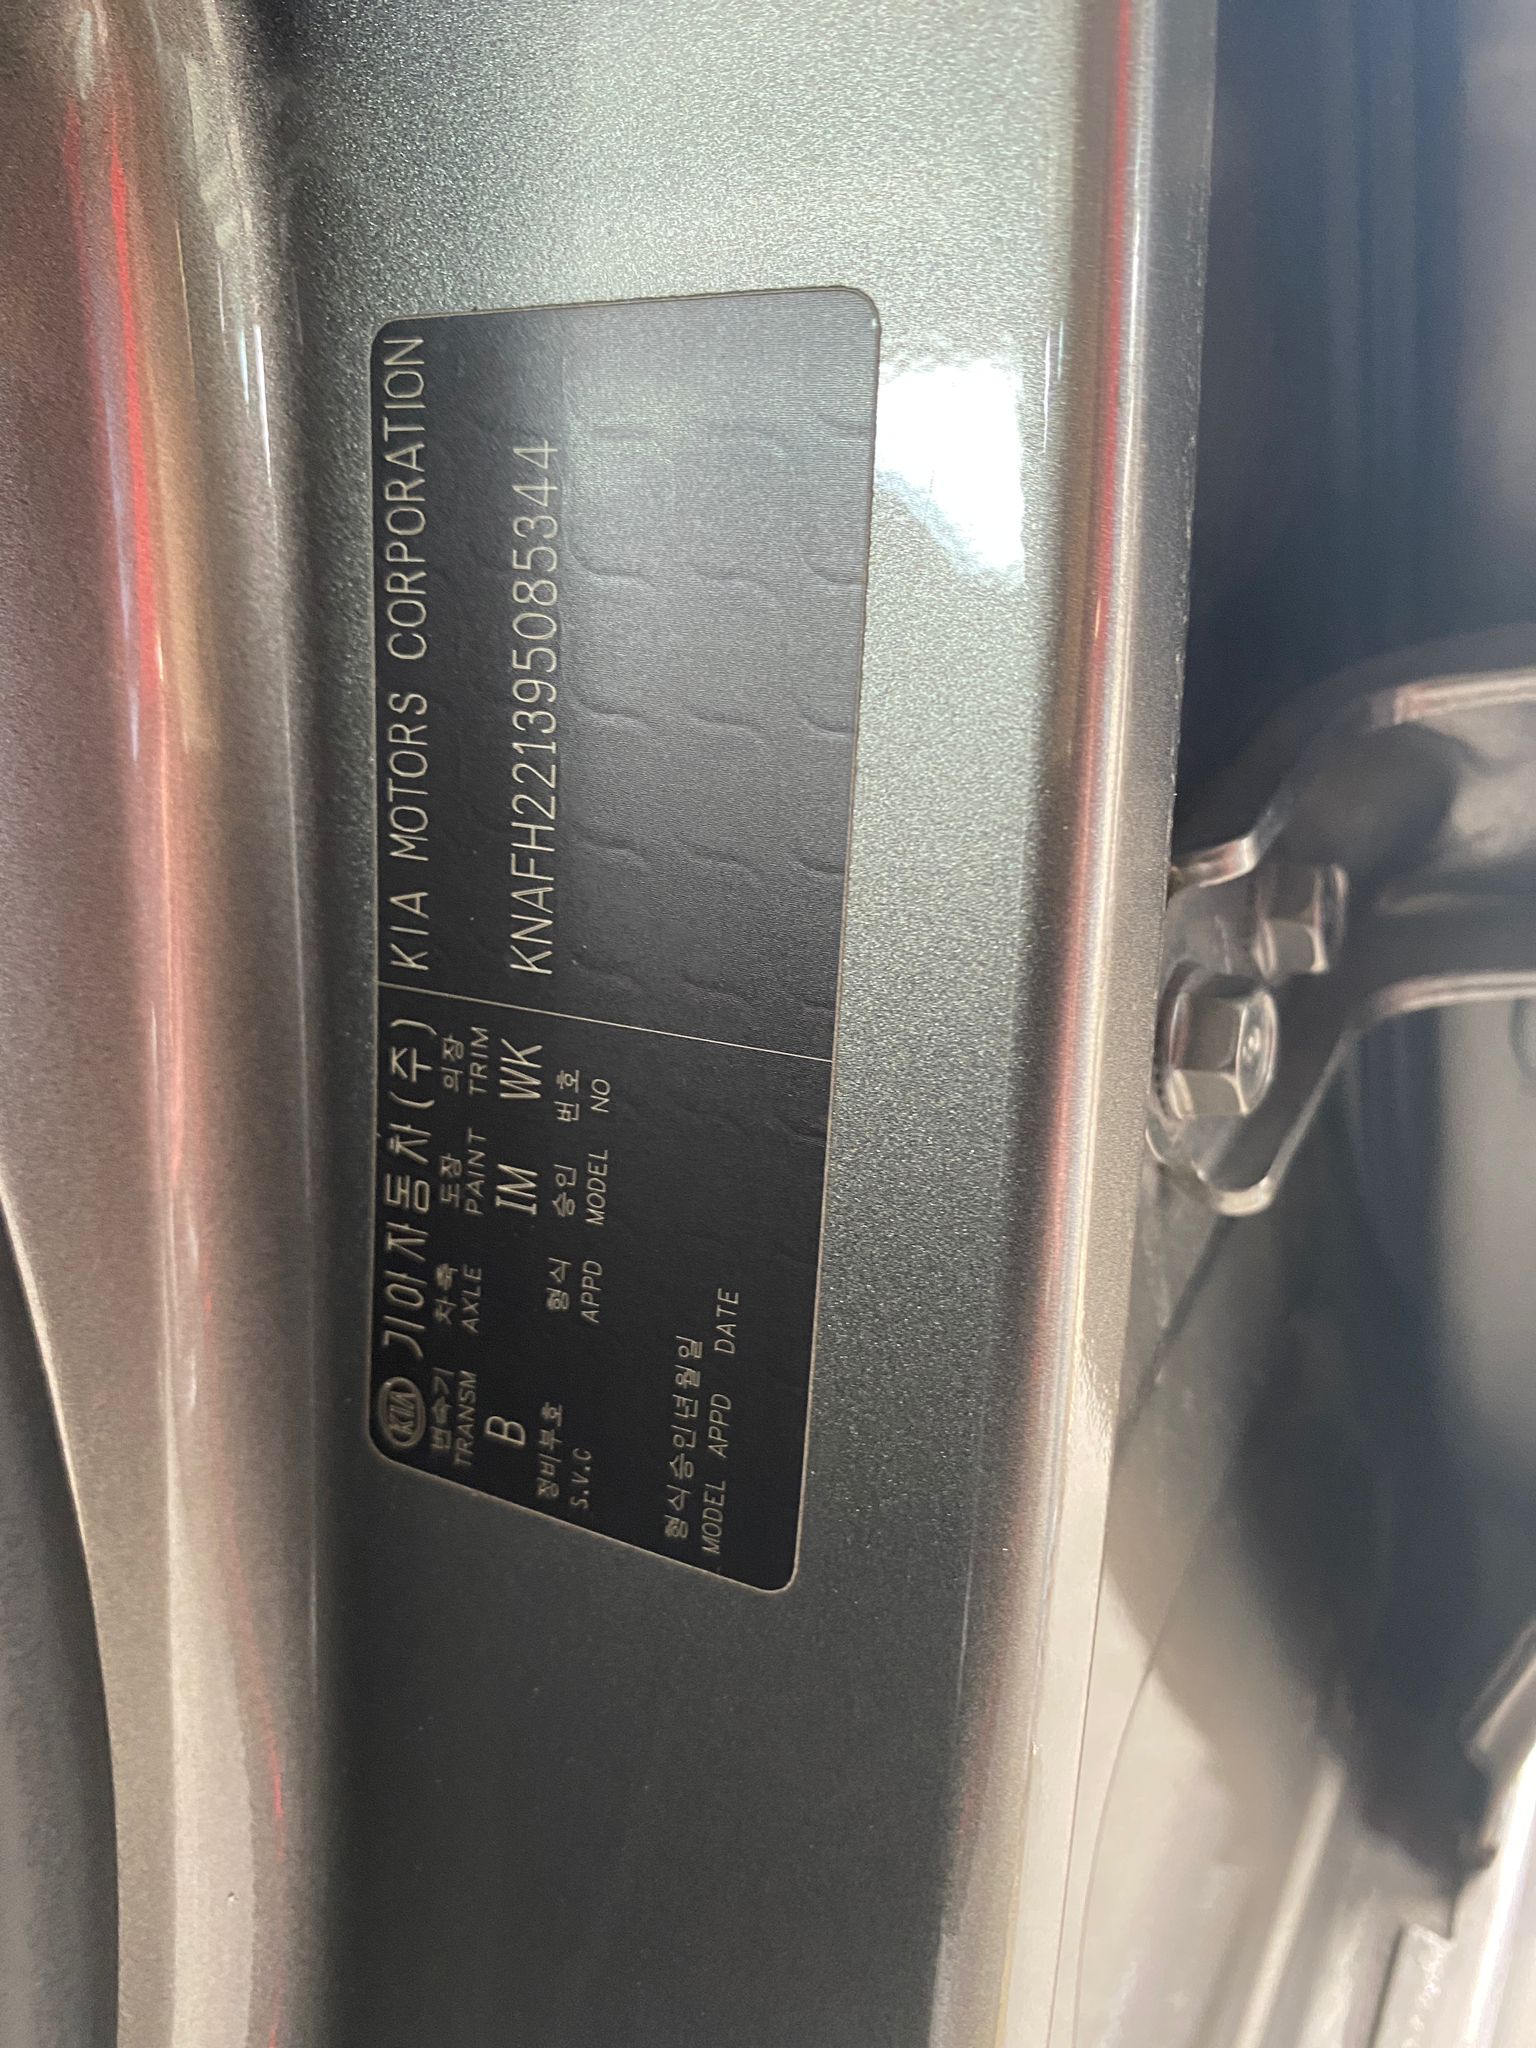 KIA 기아자동차(주) KIA MOTORS CORPORATION
변속기 차축 도장 의장
TRANSM AXLE PAINT TRIM
B IM WK KNAFH221395085344
정비부호 형식 승인 번호
S.V.C APPD MODEL NO
형식승인년월일
MODEL APPD DATE